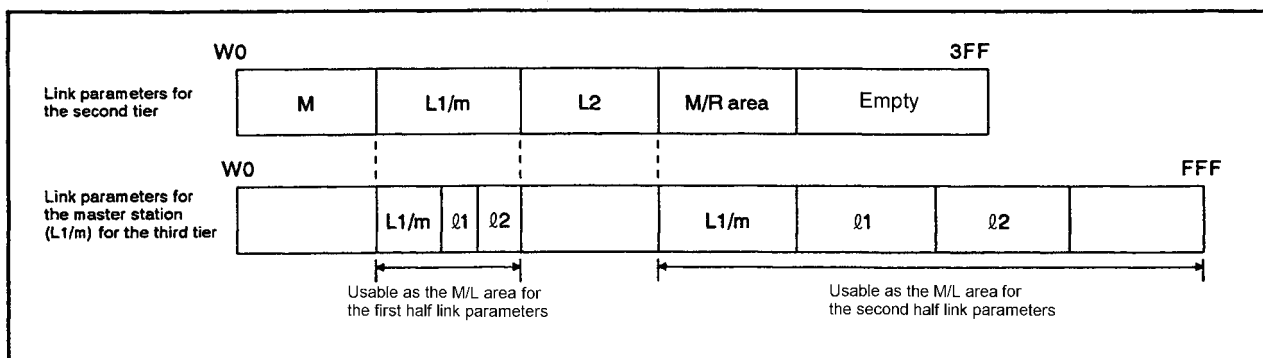 W0 3FF
Link parameters for
the second tier
M L1/m L2 M/R area Empty
W0 FFF
Link parameters for
the master station
(L1/m) for the third tier
L1/m ℓ1 ℓ2 L1/m ℓ1 ℓ2
Usable as the M/L area for
the first half link parameters
Usable as the M/L area for
the second half link parameters